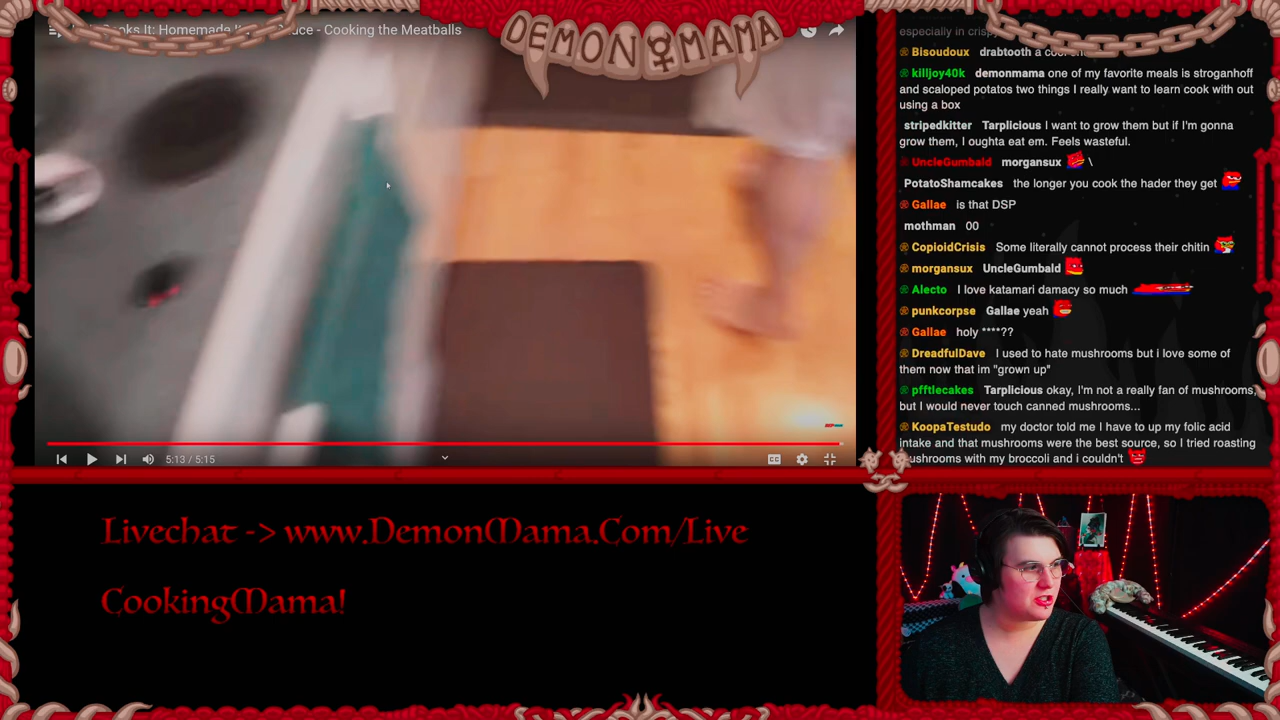 ooks It: Homemade
uce - Cooking the Meatballs
DEMON MAMA
5:13 / 5:15
CC
Livechat -> www.DemonMama.Com/Live
CookingMama!
especially in crisp
Bisoudoux drabtooth a coo
killjoy40k demonmama one of my favorite meals is stroganhoff
and scaloped potatos two things I really want to learn cook with out
using a box
stripedkitter Tarplicious I want to grow them but if I'm gonna
grow them, I oughta eat em. Feels wasteful.
UncleGumbald morgansux \
PotatoShamcakes the longer you cook the hader they get
Gallae is that DSP
mothman 00
CopioidCrisis Some literally cannot process their chitin
morgansux UncleGumbald
Alecto I love katamari damacy so much
punkcorpse Gallae yeah
Gallae holy ****??
DreadfulDave I used to hate mushrooms but i love some of
them now that im "grown up"
pfftlecakes Tarplicious okay, I'm not a really fan of mushrooms,
but I would never touch canned mushrooms...
KoopaTestudo my doctor told me I have to up my folic acid
intake and that mushrooms were the best source, so I tried roasting
ushrooms with my broccoli and i couldn't